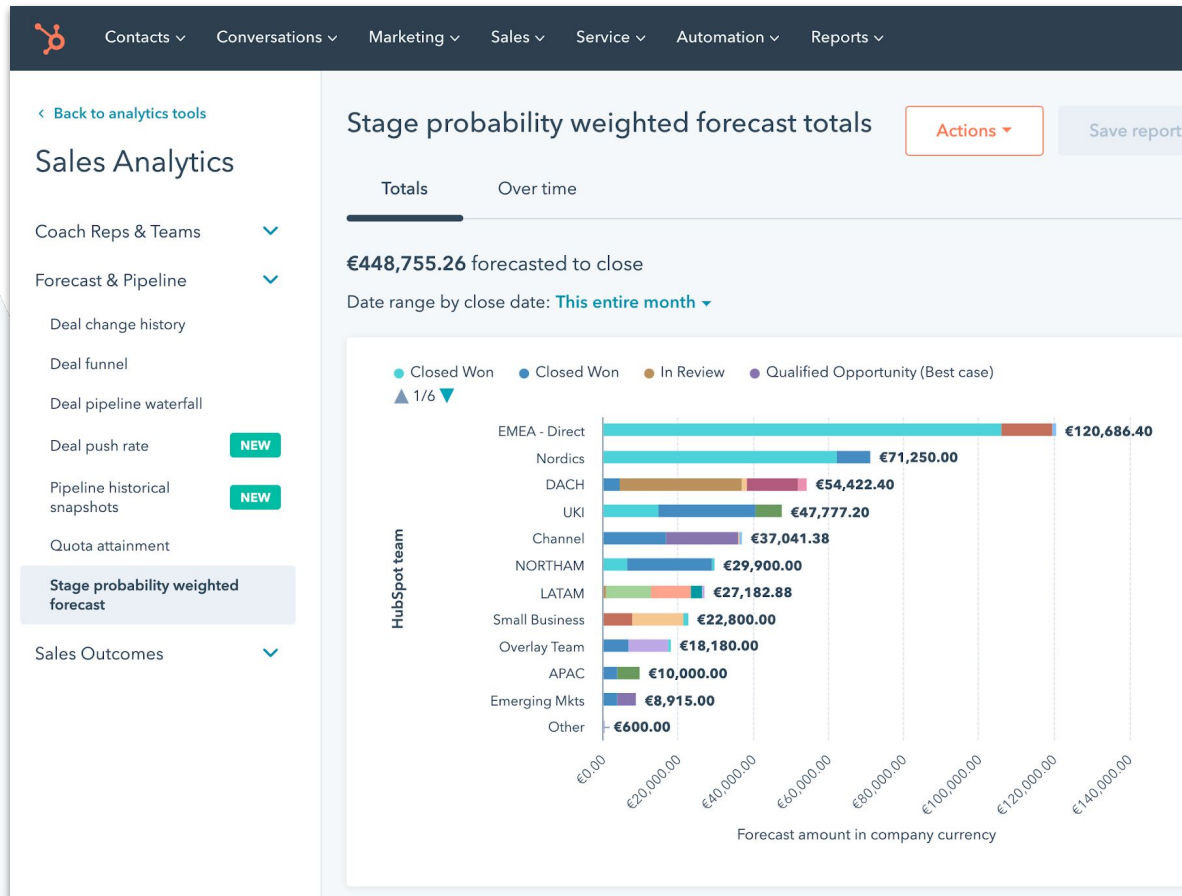 Contacts Conversations Marketing Sales Service Automation Reports
Back to analytics tools
Sales Analytics
Coach Reps & Teams
Forecast & Pipeline
Deal change history
Deal funnel
Deal pipeline waterfall
Deal push rate NEW
Pipeline historical
snapshots NEW
Quota attainment
Stage probability weighted
forecast
Sales Outcomes
Stage probability weighted forecast totals
Actions
Save report
Totals Over time
€448,755.26 forecasted to close
Date range by close date: This entire month
Closed Won Closed Won In Review Qualified Opportunity (Best case)
1/6
HubSpot team
EMEA - Direct €120,686.40
Nordics €71,250.00
DACH €54,422.40
UKI €47,777.20
Channel €37,041.38
NORTHAM €29,900.00
LATAM €27,182.88
Small Business €22,800.00
Overlay Team €18,180.00
APAC €10,000.00
Emerging Mkts €8,915.00
Other €600.00
€0.00 €20,000.00 €40,000.00 €60,000.00 €80,000.00 €100,000.00 €120,000.00 €140,000.00
Forecast amount in company currency